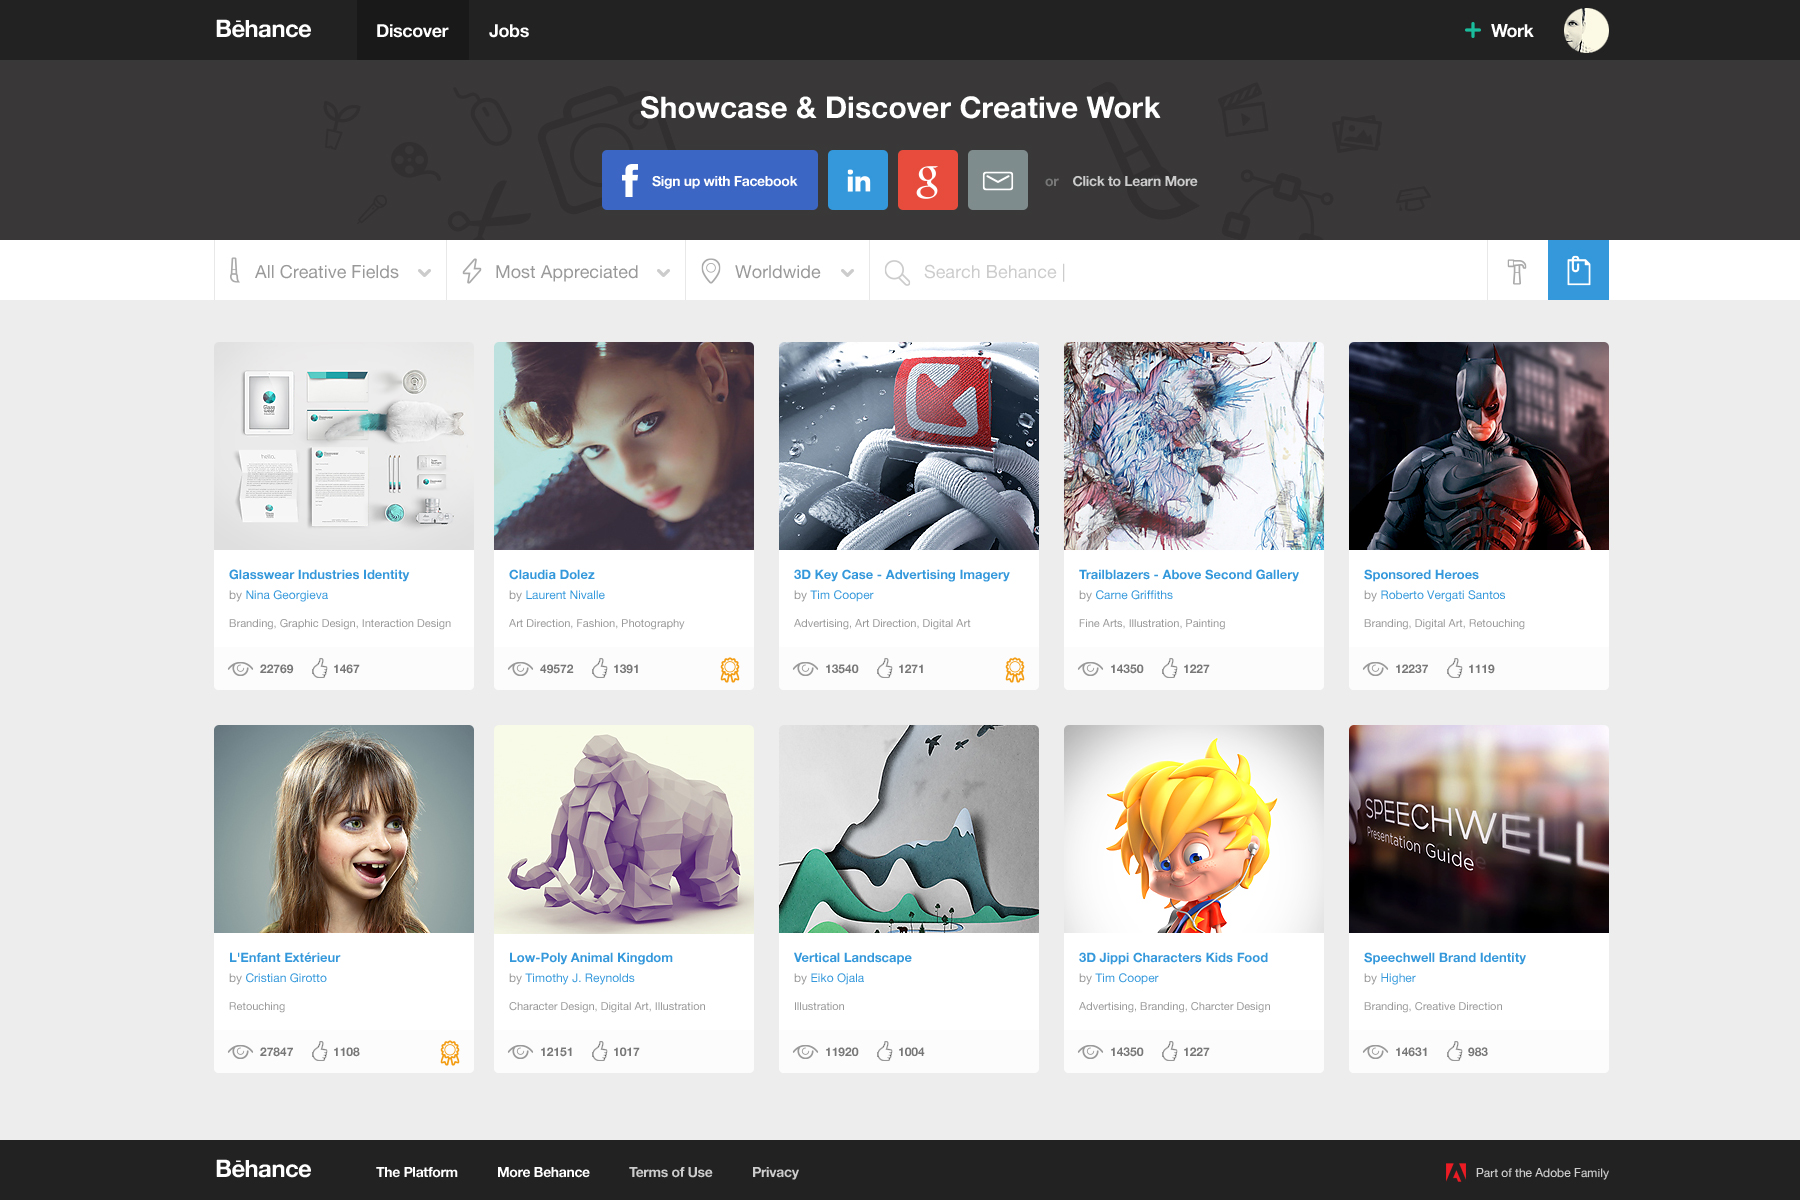 Bēhance
Discover
Jobs
Work
Showcase & Discover Creative Work
Sign up with Facebook
in
g
or
Click to Learn More
All Creative Fields
Most Appreciated
Worldwide
Search Behance |
Glasswear Industries Identity
by Nina Georgieva
Branding, Graphic Design, Interaction Design
22769
1467
Claudia Dolez
by Laurent Nivalle
Art Direction, Fashion, Photography
49572
1391
3D Key Case - Advertising Imagery
by Tim Cooper
Advertising, Art Direction, Digital Art
13540
1271
Trailblazers - Above Second Gallery
by Carne Griffiths
Fine Arts, Illustration, Painting
14350
1227
Sponsored Heroes
by Roberto Vergati Santos
Branding, Digital Art, Retouching
12237
1119
L'Enfant Extérieur
by Cristian Girotto
Retouching
27847
1108
Low-Poly Animal Kingdom
by Timothy J. Reynolds
Character Design, Digital Art, Illustration
12151
1017
Vertical Landscape
by Eiko Ojala
Illustration
11920
1004
3D Jippi Characters Kids Food
by Tim Cooper
Advertising, Branding, Charcter Design
14350
1227
SPEECHWELL
Presentation Guide
Speechwell Brand Identity
by Higher
Branding, Creative Direction
14631
983
Bēhance
The Platform
More Behance
Terms of Use
Privacy
Part of the Adobe Family